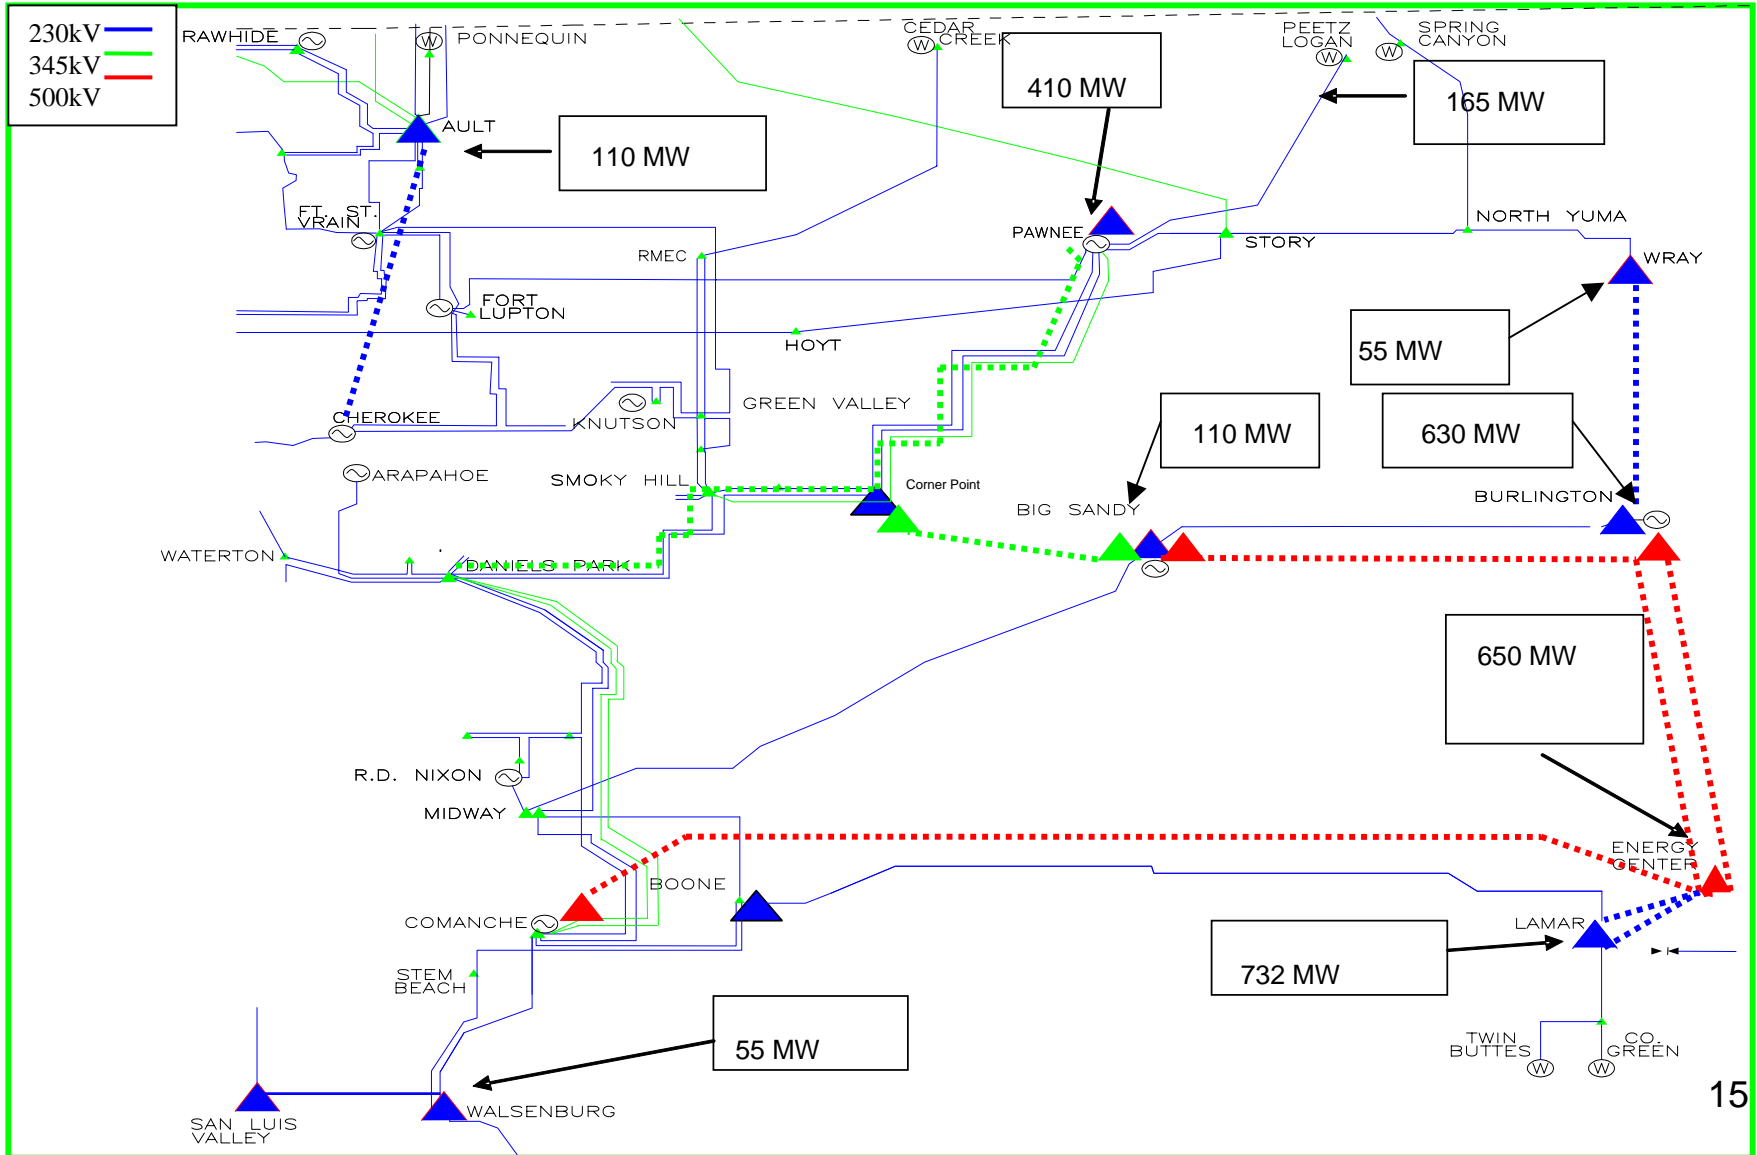 230kV
345kV
500kV
RAWHIDE
W
PONNEQUIN
CEDAR
CREEK
W
PEETZ
LOGAN
W
SPRING
CANYON
W
410 MW
165 MW
AULT
110 MW
FT. ST.
VRAIN
PAWNEE
STORY
NORTH YUMA
WRAY
RMEC
FORT
LUPTON
HOYT
55 MW
CHEROKEE
KNUTSON
GREEN VALLEY
110 MW
630 MW
ARAPAHOE
SMOKY HILL
Corner Point
BIG SANDY
BURLINGTON
WATERTON
DANIELS PARK
650 MW
R.D. NIXON
MIDWAY
ENERGY
CENTER
BOONE
COMANCHE
LAMAR
732 MW
STEM
BEACH
55 MW
TWIN
BUTTES
W
CO.
GREEN
W
SAN LUIS
VALLEY
WALSENBURG
15